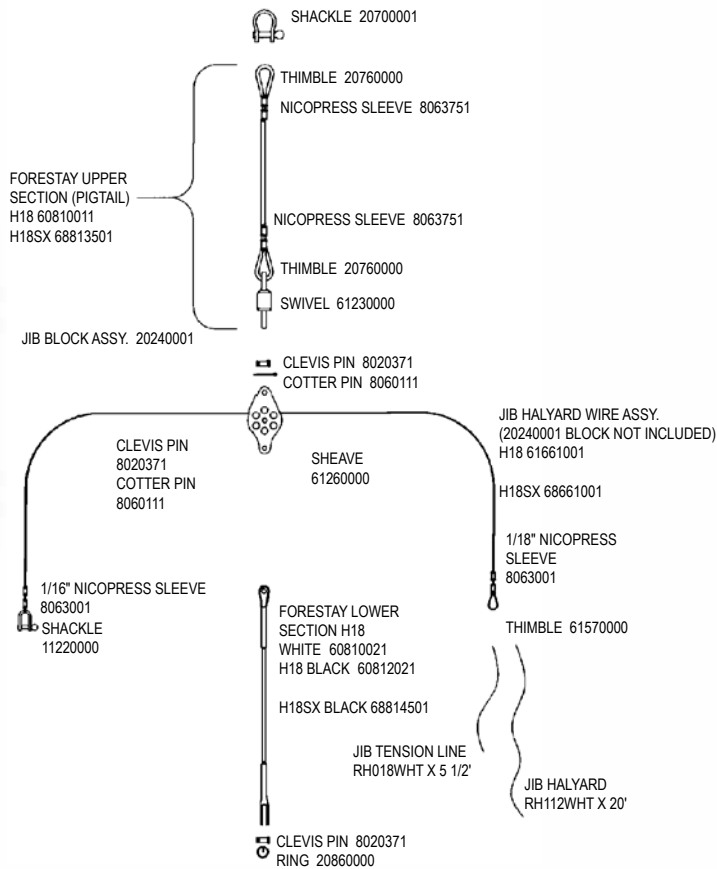 SHACKLE 20700001
THIMBLE 20760000
NICOPRESS SLEEVE 8063751
FORESTAY UPPER
SECTION (PIGTAIL)
H18 60810011
H18SX 68813501
NICOPRESS SLEEVE 8063751
THIMBLE 20760000
SWIVEL 61230000
JIB BLOCK ASSY. 20240001
CLEVIS PIN 8020371
COTTER PIN 8060111
JIB HALYARD WIRE ASSY.
(20240001 BLOCK NOT INCLUDED)
H18 61661001
H18SX 68661001
CLEVIS PIN
8020371
COTTER PIN
8060111
SHEAVE
61260000
1/18" NICOPRESS
SLEEVE
8063001
1/16" NICOPRESS SLEEVE
8063001
SHACKLE
11220000
FORESTAY LOWER
SECTION H18
WHITE 60810021
H18 BLACK 60812021
H18SX BLACK 68814501
THIMBLE 61570000
JIB TENSION LINE
RH018WHT X 5 1/2'
JIB HALYARD
RH112WHT X 20'
CLEVIS PIN 8020371
RING 20860000